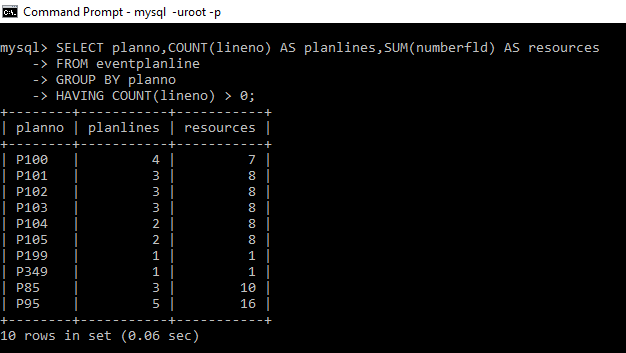 Command Prompt - mysql -uroot -p
mysql> SELECT planno,COUNT(lineno) AS planlines,SUM(numberfld) AS resources
    -> FROM eventplanline
    -> GROUP BY planno
    -> HAVING COUNT(lineno) > 0;
+--------+-----------+-----------+
| planno | planlines | resources |
+--------+-----------+-----------+
| P100   |         4 |         7 |
| P101   |         3 |         8 |
| P102   |         3 |         8 |
| P103   |         3 |         8 |
| P104   |         2 |         8 |
| P105   |         2 |         8 |
| P199   |         1 |         1 |
| P349   |         1 |         1 |
| P85    |         3 |        10 |
| P95    |         5 |        16 |
+--------+-----------+-----------+
10 rows in set (0.06 sec)